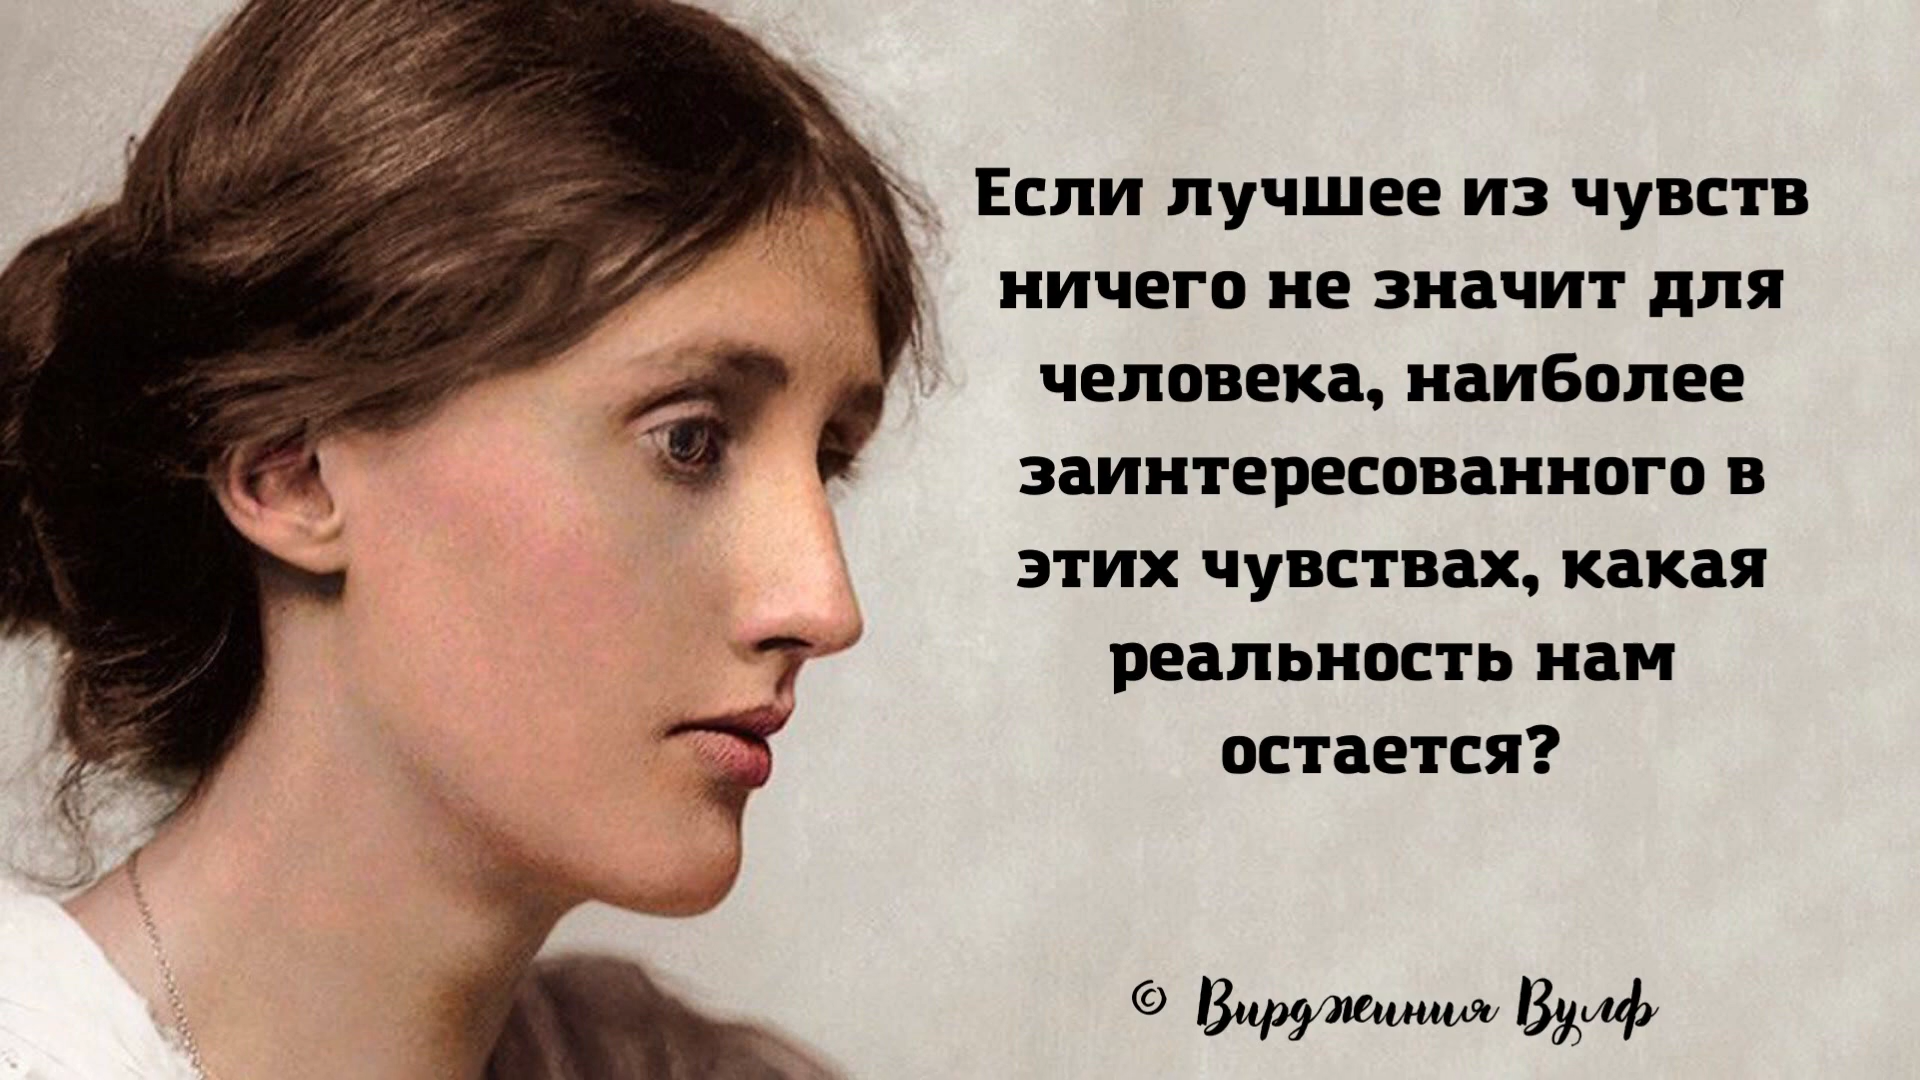 Если лучшее из чувств
ничего не значит для
человека, наиболее
заинтересованного в
этих чувствах, какая
реальность нам
остается?
© Вирджиния Вулф